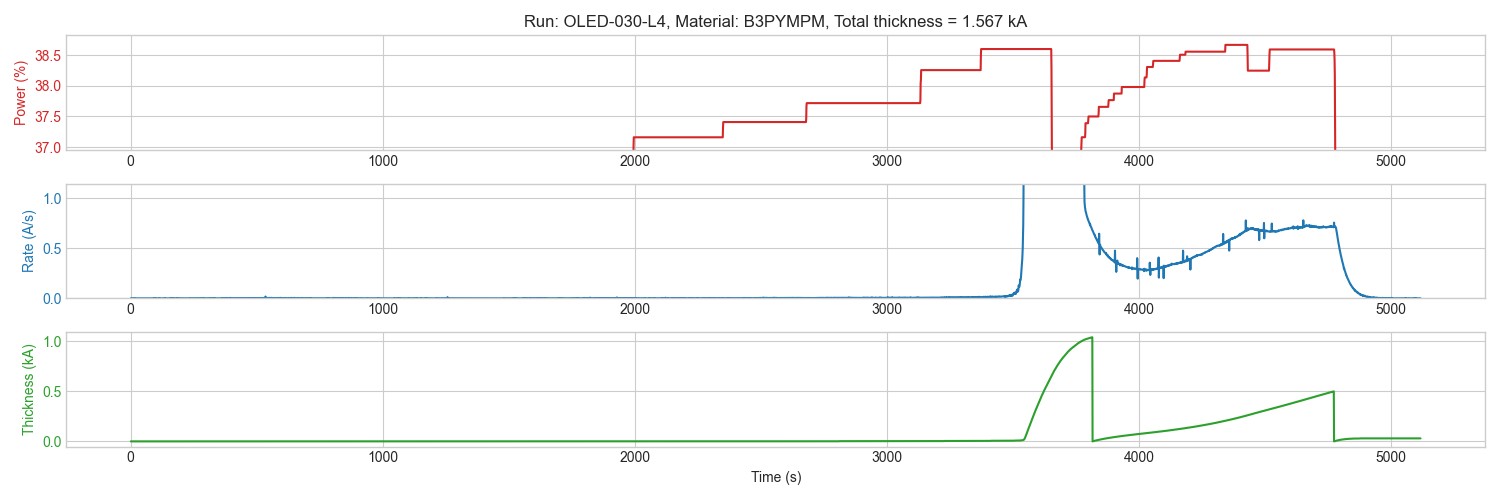 Run: OLED-030-L4, Material: B3PYMPM, Total thickness = 1.567 kA
Power (%)
38.5
38.0
37.5
37.0
0 1000 2000 3000 4000 5000
Rate (A/s)
1.0
0.5
0.0
0 1000 2000 3000 4000 5000
Thickness (kA)
1.0
0.5
0.0
0 1000 2000 3000 4000 5000
Time (s)